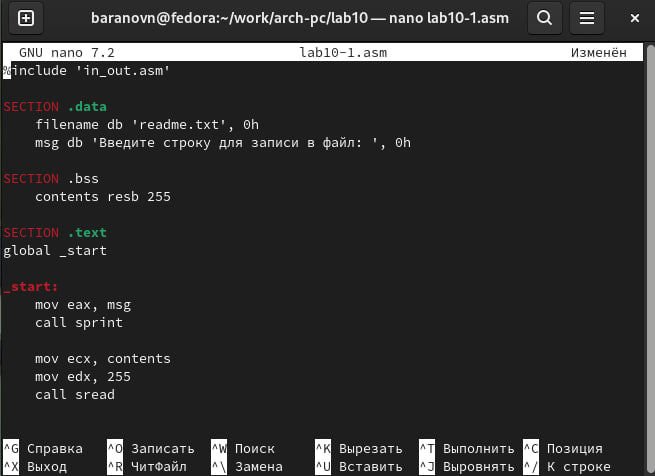 baranovn@fedora:~/work/arch-pc/lab10 — nano lab10-1.asm
GNU nano 7.2 lab10-1.asm Изменён
%include 'in_out.asm'
SECTION .data
filename db 'readme.txt', 0h
msg db 'Введите строку для записи в файл: ', 0h
SECTION .bss
contents resb 255
SECTION .text
global _start
_start:
mov eax, msg
call sprint
mov ecx, contents
mov edx, 255
call sread
^G Справка ^O Записать ^W Поиск ^K Вырезать ^T Выполнить ^C Позиция
^X Выход ^R ЧитФайл ^\ Замена ^U Вставить ^J Выровнять ^/ К строке